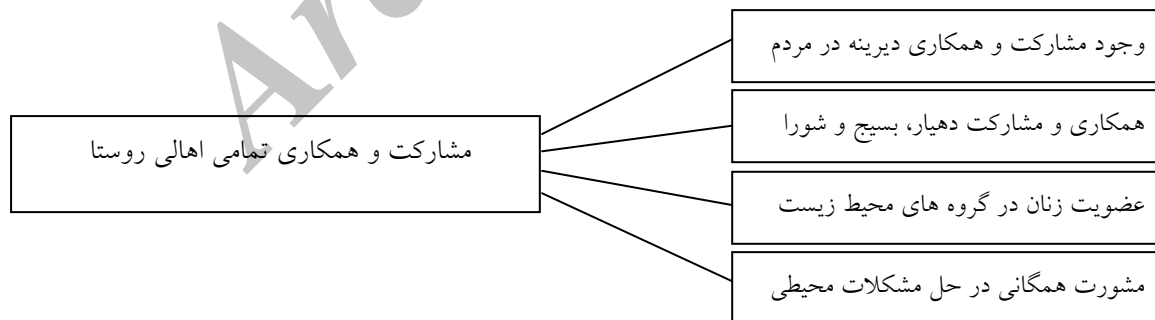 وجود مشارکت و همکاری دیرینه در مردم
همکاری و مشارکت دهیار، بسیج و شورا
مشارکت و همکاری تمامی اهالی روستا
عضویت زنان در گروه های محیط زیست
مشورت همگانی در حل مشکلات محیطی